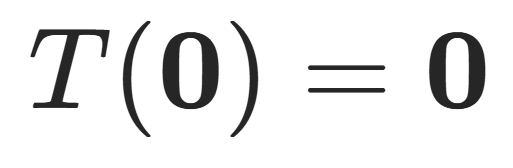 T(𝟎) = 𝟎